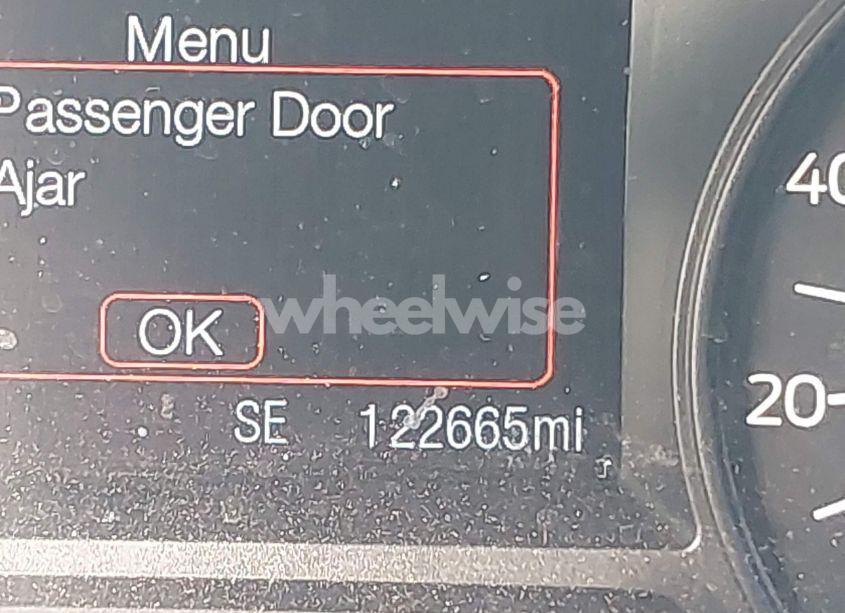 Menu
Passenger Door
Ajar
OK
wheelwise
SE 122665mi
40
20